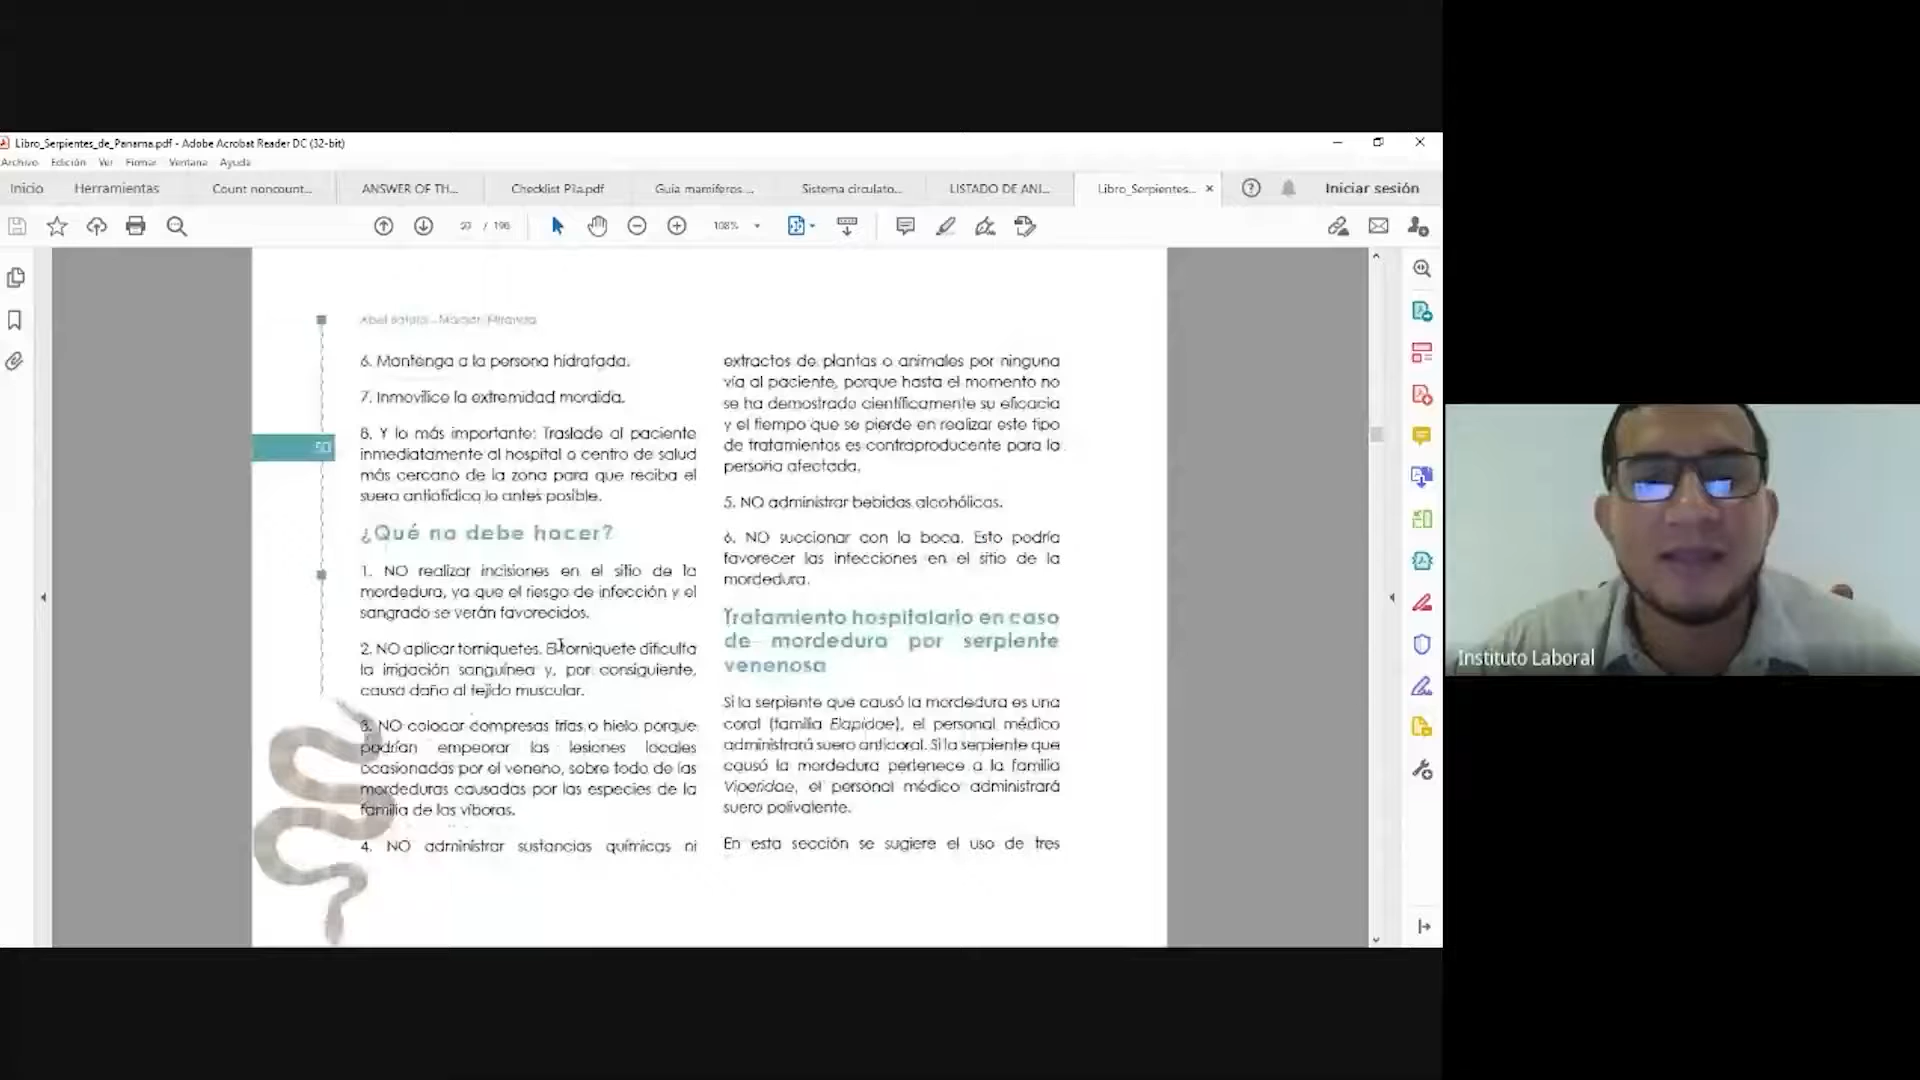 Libro_Serpientes_de_Panama.pdf - Adobe Acrobat Reader DC (32-bit)
Archivo Edición Ver Firmar Ventana Ayuda
Inicio Herramientas Count noncount... ANSWER OF TH... Checklist Pila.pdf Guia mamiferos ... Sistema circulato... LISTADO DE ANI... Libro_Serpientes... × Iniciar sesión
/ 196 108%
6. Mantenga a la persona hidratada.
7. Inmovilice la extremidad mordida.
8. Y lo más importante: Traslade al paciente
inmediatamente al hospital o centro de salud
más cercano de la zona para que reciba el
suero antiofídico lo antes posible.
50
¿Qué no debe hacer?
1. NO realizar incisiones en el sitio de la
mordedura, ya que el riesgo de infección y el
sangrado se verán favorecidos.
2. NO aplicar torniquetes. El torniquete dificulta
la irrigación sanguínea y, por consiguiente,
causa daño al tejido muscular.
3. NO colocar compresas frías o hielo porque
podrían empeorar las lesiones locales
ocasionadas por el veneno, sobre todo de las
mordeduras causadas por las especies de la
familia de las víboras.
4. NO administrar sustancias químicas ni
extractos de plantas o animales por ninguna
vía al paciente, porque hasta el momento no
se ha demostrado científicamente su eficacia
y el tiempo que se pierde en realizar este tipo
de tratamientos es contraproducente para la
persona afectada.
5. NO administrar bebidas alcohólicas.
6. NO succionar con la boca. Esto podría
favorecer las infecciones en el sitio de la
mordedura.
Tratamiento hospitalario en caso
de mordedura por serpiente
venenosa
Si la serpiente que causó la mordedura es una
coral (familia Elapidae), el personal médico
administrará suero anticoral. Si la serpiente que
causó la mordedura pertenece a la familia
Viperidae, el personal médico administrará
suero polivalente.
En esta sección se sugiere el uso de tres
Instituto Laboral